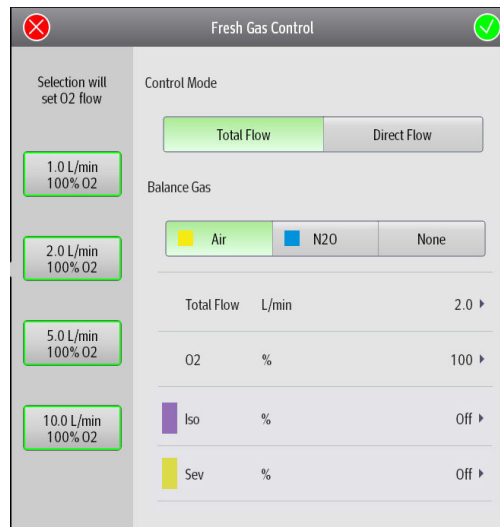 Fresh Gas Control
Selection will
set O2 flow
1.0 L/min
100% O2
2.0 L/min
100% O2
5.0 L/min
100% O2
10.0 L/min
100% O2
Control Mode
Total Flow Direct Flow
Balance Gas
Air N2O None
Total Flow L/min 2.0
O2 % 100
Iso % Off
Sev % Off